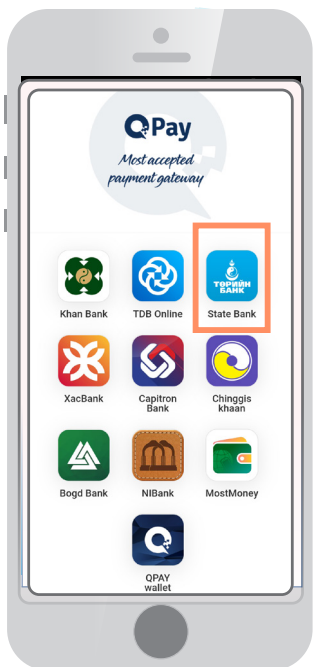 QPay
Most accepted
payment gateway
Khan Bank
TDB Online
ТӨРИЙН
БАНК
State Bank
XacBank
Capitron
Bank
Chinggis
khaan
Bogd Bank
NIBank
MostMoney
QPAY
wallet